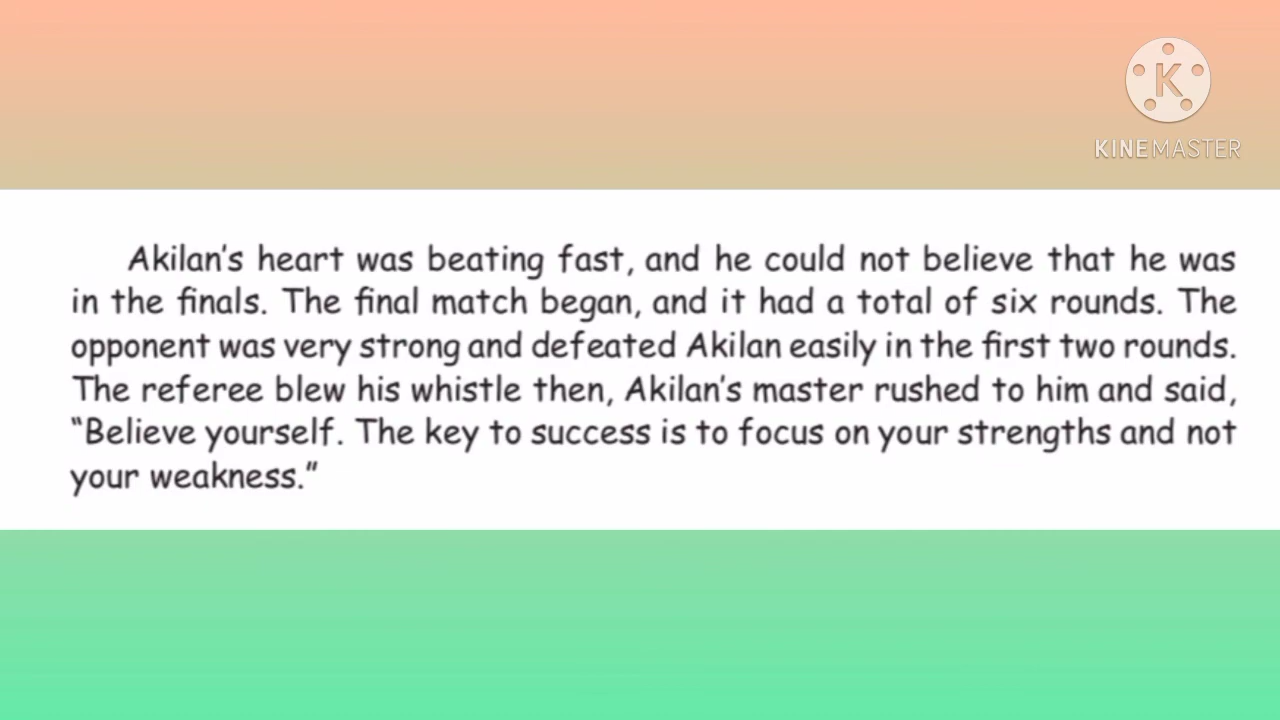 K
KINEMASTER
Akilan's heart was beating fast, and he could not believe that he was
in the finals. The final match began, and it had a total of six rounds. The
opponent was very strong and defeated Akilan easily in the first two rounds.
The referee blew his whistle then, Akilan's master rushed to him and said,
“Believe yourself. The key to success is to focus on your strengths and not
your weakness.”